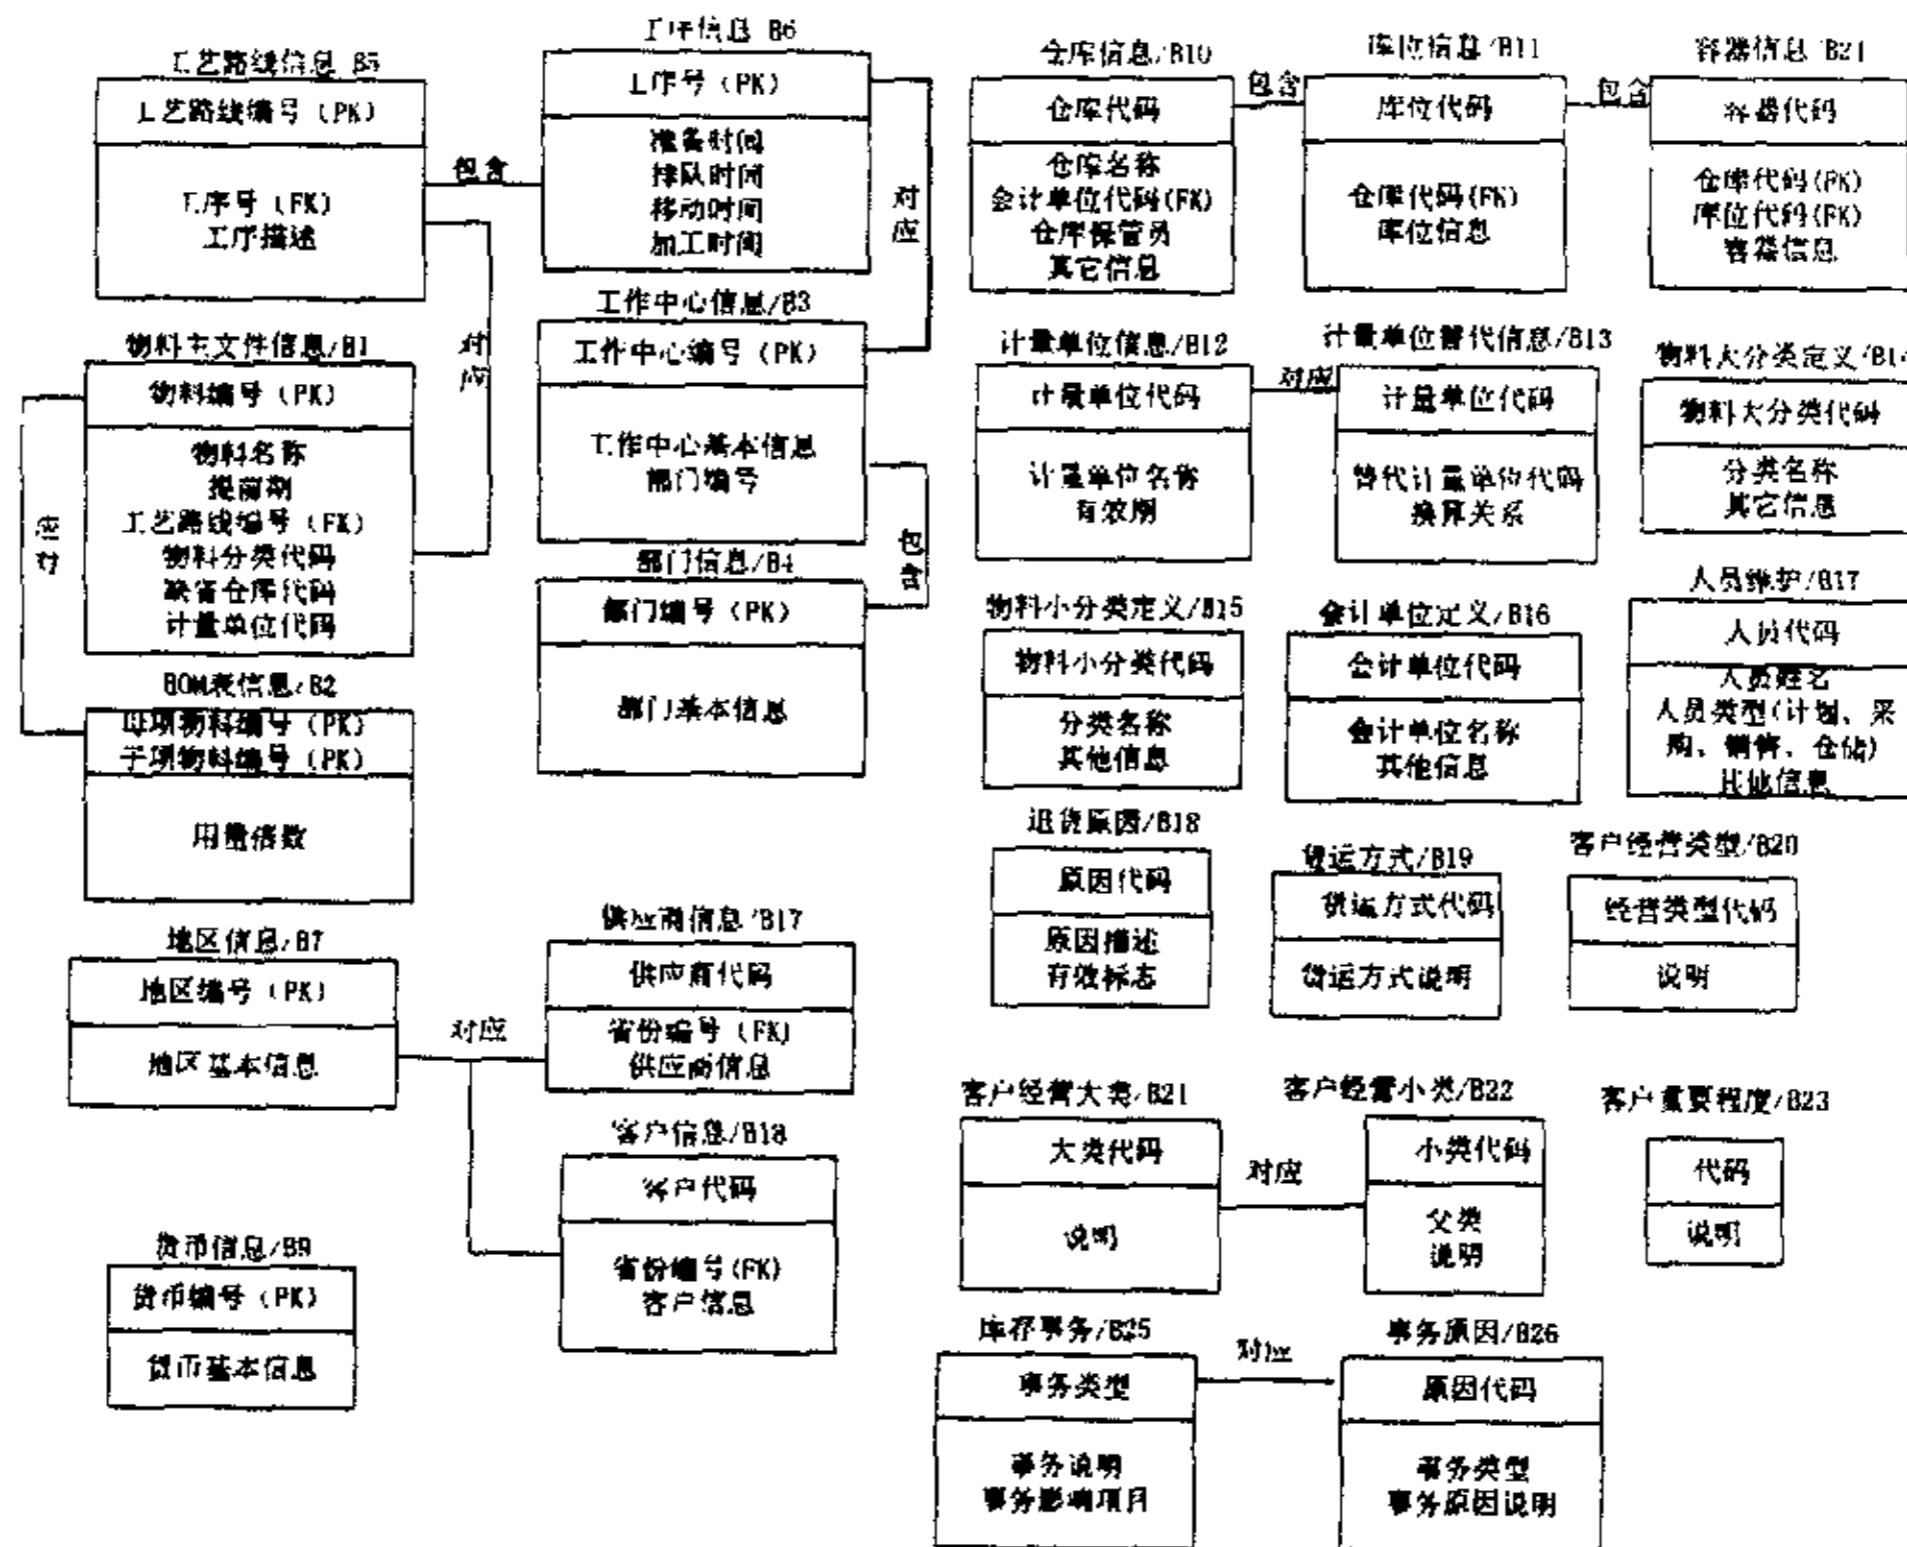 工艺路线信息 B5
工艺路线编号（PK）
工序号（FK）
工序描述
包含
对应
工序信息 B6
工序号（PK）
准备时间
排队时间
移动时间
加工时间
对应
物料主文件信息/B1
物料编号（PK）
物料名称
提前期
工艺路线编号（FK）
物料分类代码
缺省仓库代码
计量单位代码
对应
BOM表信息/B2
母项物料编号（PK）
子项物料编号（PK）
用量倍数
工作中心信息/B3
工作中心编号（PK）
工作中心基本信息
部门编号
包含
部门信息/B4
部门编号（PK）
部门基本信息
地区信息/B7
地区编号（PK）
地区基本信息
对应
供应商信息/B17
供应商代码
省份编号（FK）
供应商信息
客户信息/B18
客户代码
省份编号(FK)
客户信息
货币信息/B9
货币编号（PK）
货币基本信息
仓库信息/B10
仓库代码
仓库名称
会计单位代码(FK)
仓库保管员
其它信息
包含
库位信息/B11
库位代码
仓库代码(FK)
库位信息
包含
容器信息 B24
容器代码
仓库代码(FK)
库位代码(FK)
容器信息
计量单位信息/B12
计量单位代码
计量单位名称
有效期
对应
计量单位替代信息/B13
计量单位代码
替代计量单位代码
换算关系
物料大分类定义/B14
物料大分类代码
分类名称
其它信息
物料小分类定义/B15
物料小分类代码
分类名称
其他信息
会计单位定义/B16
会计单位代码
会计单位名称
其他信息
人员维护/B17
人员代码
人员姓名
人员类型(计划、采
购、销售、仓储)
其他信息
退货原因/B18
原因代码
原因描述
有效标志
货运方式/B19
货运方式代码
货运方式说明
客户经营类型/B20
经营类型代码
说明
客户经营大类/B21
大类代码
说明
对应
客户经营小类/B22
小类代码
父类
说明
客户重要程度/B23
代码
说明
库存事务/B25
事务类型
事务说明
事务影响项目
对应
事务原因/B26
原因代码
事务类型
事务原因说明